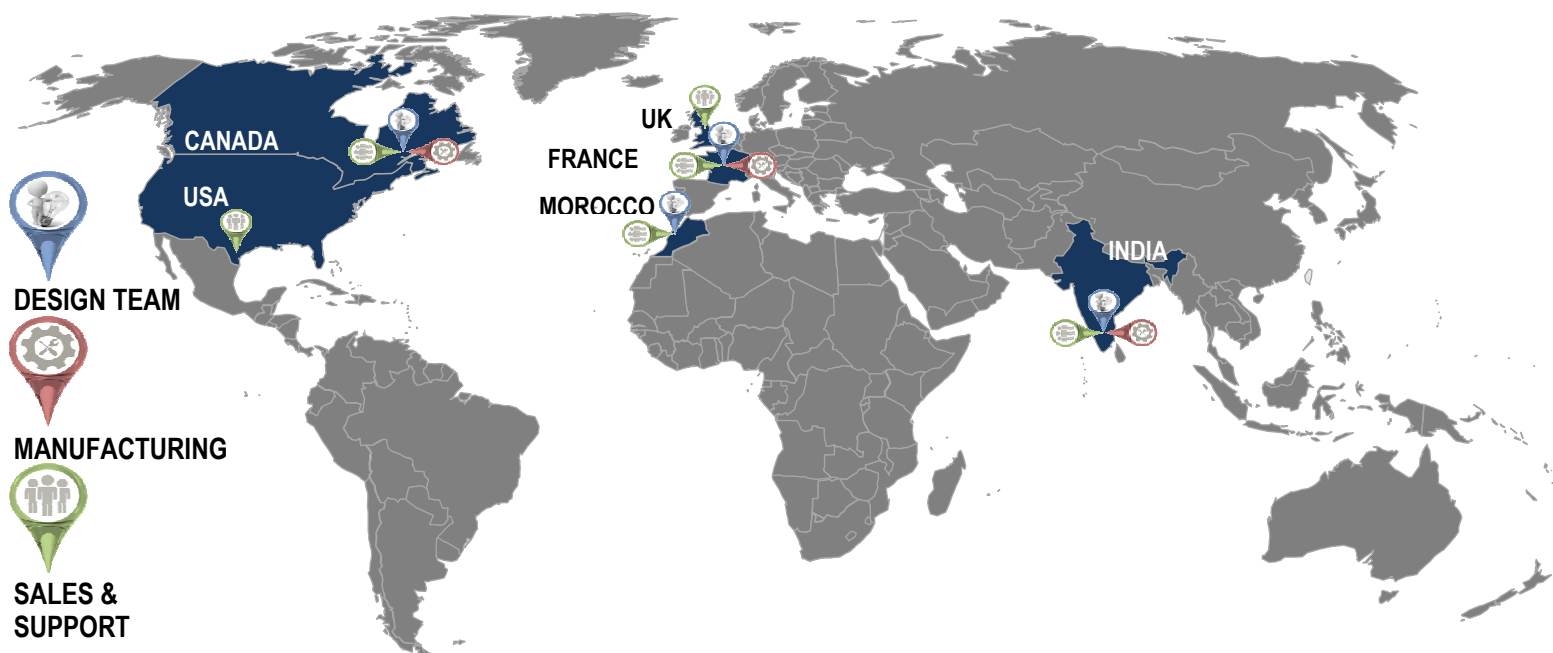 UK
CANADA
FRANCE
USA
MOROCCO
INDIA
DESIGN TEAM
MANUFACTURING
SALES &
SUPPORT